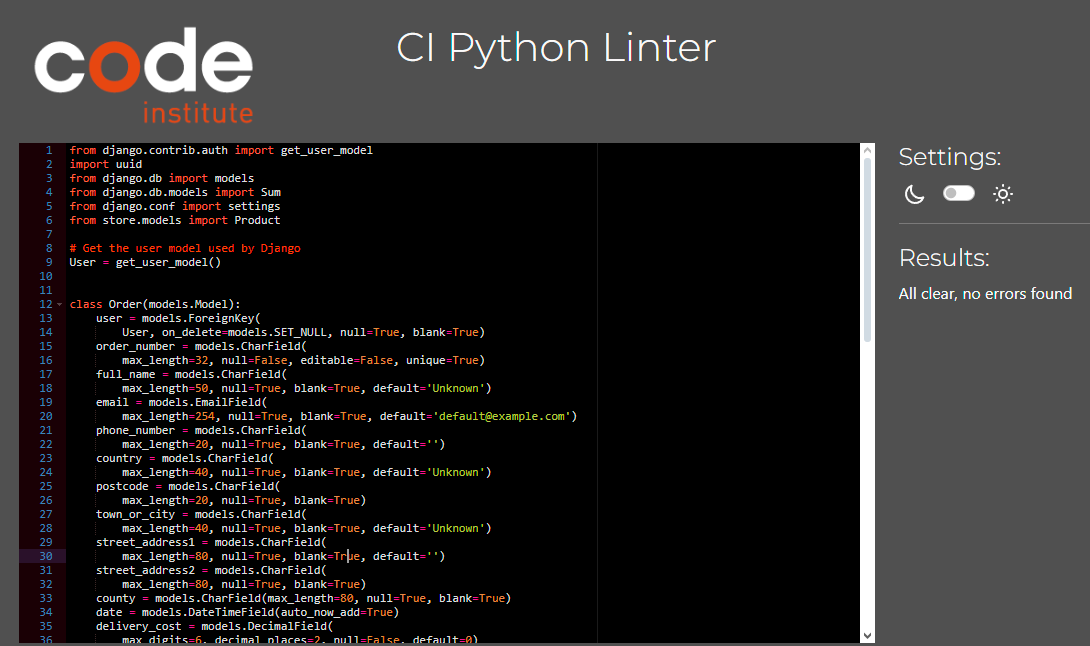 code
institute
CI Python Linter
1 from django.contrib.auth import get_user_model
2 import uuid
3 from django.db import models
4 from django.db.models import Sum
5 from django.conf import settings
6 from store.models import Product
7
8 # Get the user model used by Django
9 User = get_user_model()
10
11
12 class Order(models.Model):
13     user = models.ForeignKey(
14         User, on_delete=models.SET_NULL, null=True, blank=True)
15     order_number = models.CharField(
16         max_length=32, null=False, editable=False, unique=True)
17     full_name = models.CharField(
18         max_length=50, null=True, blank=True, default='Unknown')
19     email = models.EmailField(
20         max_length=254, null=True, blank=True, default='default@example.com')
21     phone_number = models.CharField(
22         max_length=20, null=True, blank=True, default='')
23     country = models.CharField(
24         max_length=40, null=True, blank=True, default='Unknown')
25     postcode = models.CharField(
26         max_length=20, null=True, blank=True)
27     town_or_city = models.CharField(
28         max_length=40, null=True, blank=True, default='Unknown')
29     street_address1 = models.CharField(
30         max_length=80, null=True, blank=True, default='')
31     street_address2 = models.CharField(
32         max_length=80, null=True, blank=True)
33     county = models.CharField(max_length=80, null=True, blank=True)
34     date = models.DateTimeField(auto_now_add=True)
35     delivery_cost = models.DecimalField(
36         max_digits=6, decimal_places=2, null=False, default=0)
Settings:
Results:
All clear, no errors found